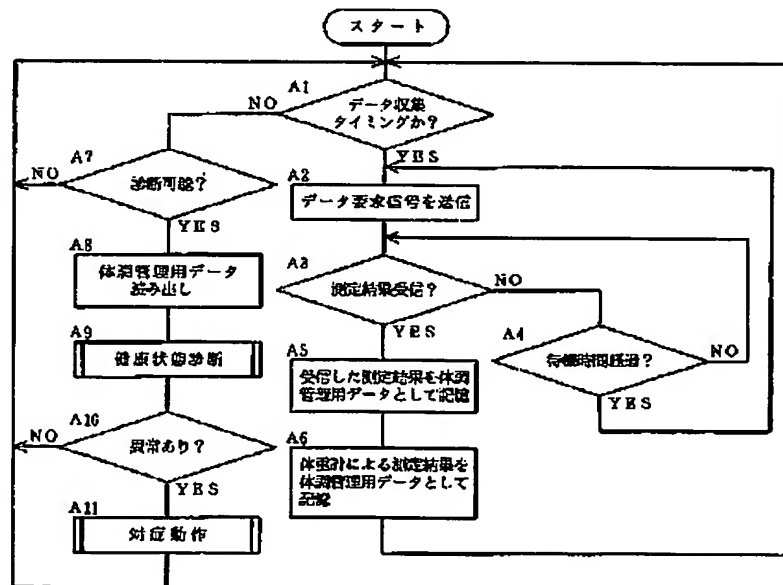 スタート
A1
データ収集
タイミングか？
NO
YES
A7
診断可能？
NO
YES
A2
データ要求信号を送信
A8
体調管理用データ
読み出し
A3
測定結果受信？
NO
YES
A4
待機時間経過？
NO
YES
A9
健康状態診断
A5
受信した測定結果を体調
管理用データとして記憶
A10
異常あり？
NO
YES
A6
体重計による測定結果を
体調管理用データとして
記憶
A11
対症動作